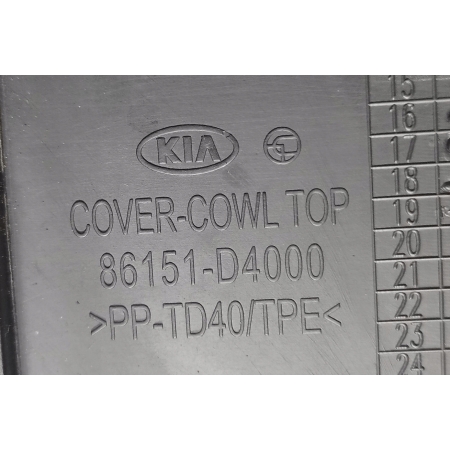 KIA
COVER-COWL TOP
86151-D4000
>PP-TD40/TPE<
15
16
17
18
19
20
21
22
23
24